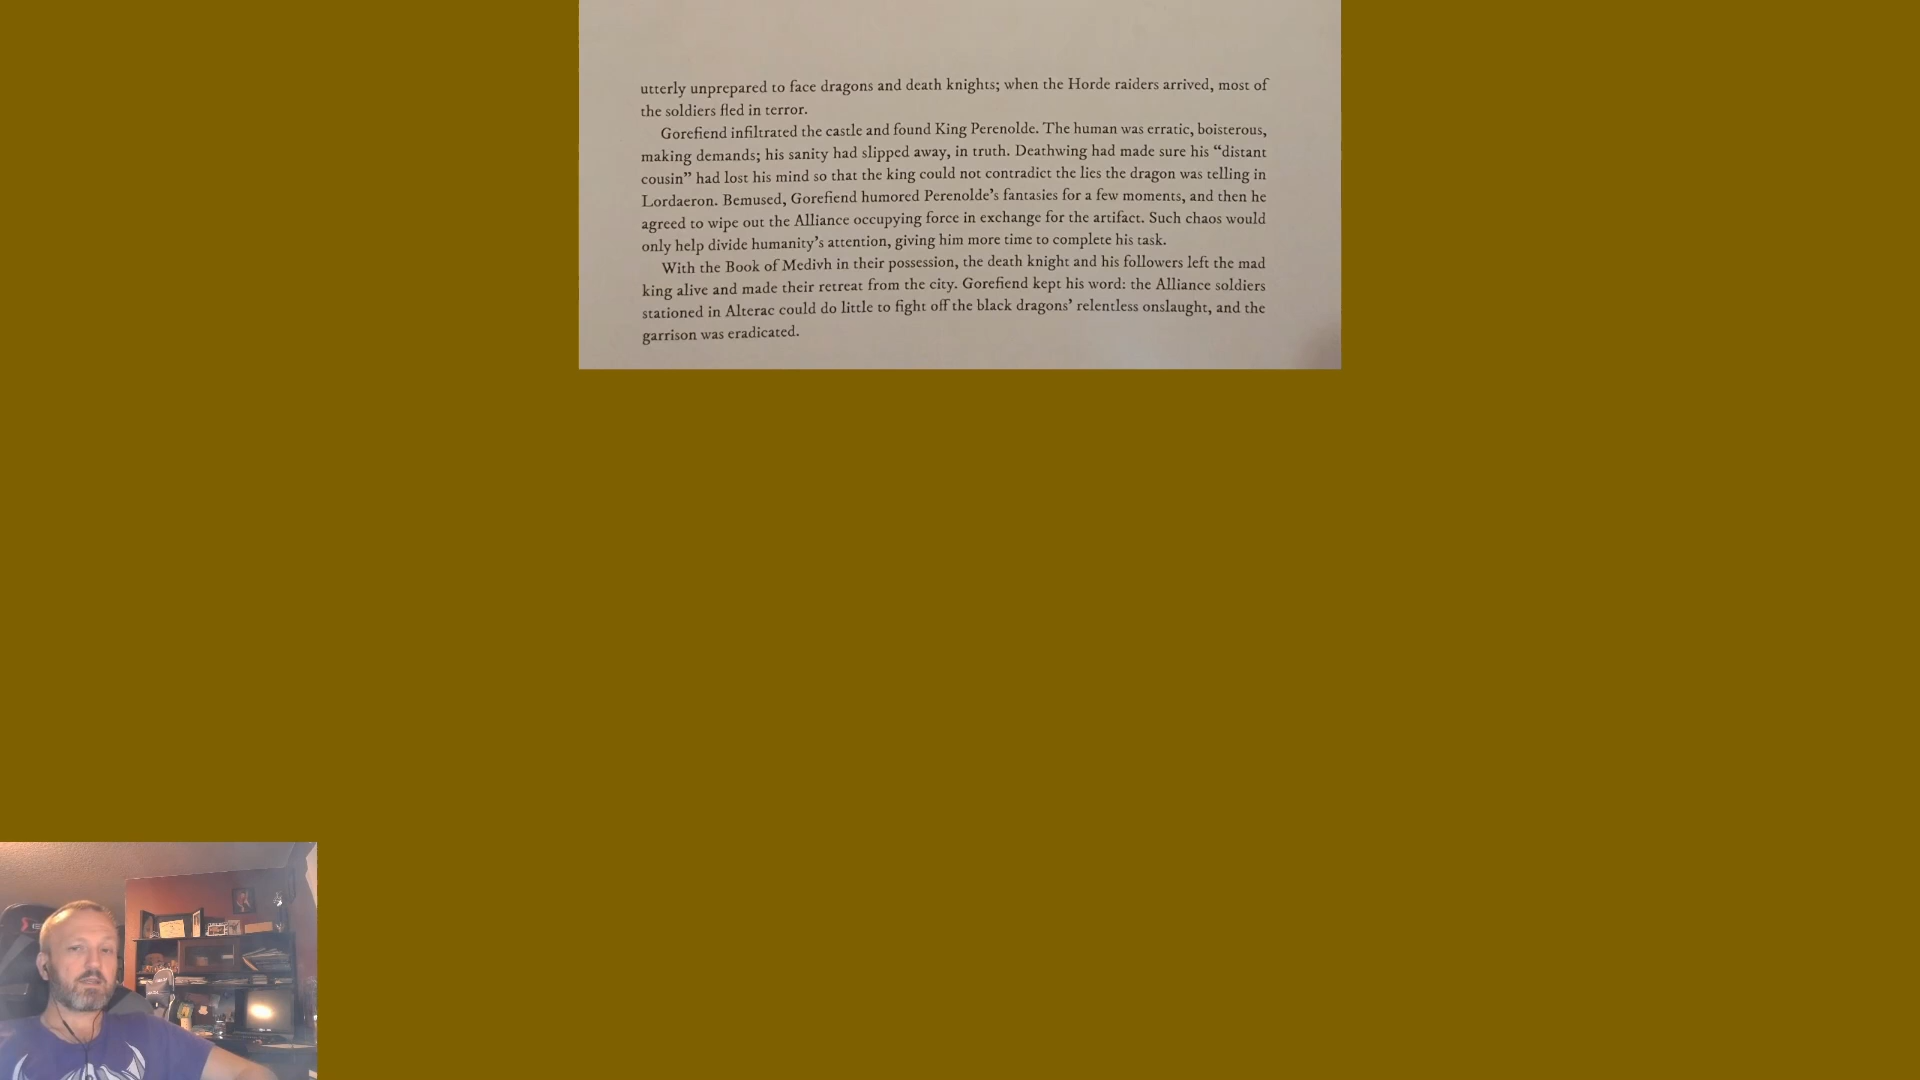 utterly unprepared to face dragons and death knights; when the Horde raiders arrived, most of
the soldiers fled in terror.
Gorefiend infiltrated the castle and found King Perenolde. The human was erratic, boisterous,
making demands; his sanity had slipped away, in truth. Deathwing had made sure his “distant
cousin” had lost his mind so that the king could not contradict the lies the dragon was telling in
Lordaeron. Bemused, Gorefiend humored Perenolde’s fantasies for a few moments, and then he
agreed to wipe out the Alliance occupying force in exchange for the artifact. Such chaos would
only help divide humanity’s attention, giving him more time to complete his task.
With the Book of Medivh in their possession, the death knight and his followers left the mad
king alive and made their retreat from the city. Gorefiend kept his word: the Alliance soldiers
stationed in Alterac could do little to fight off the black dragons’ relentless onslaught, and the
garrison was eradicated.